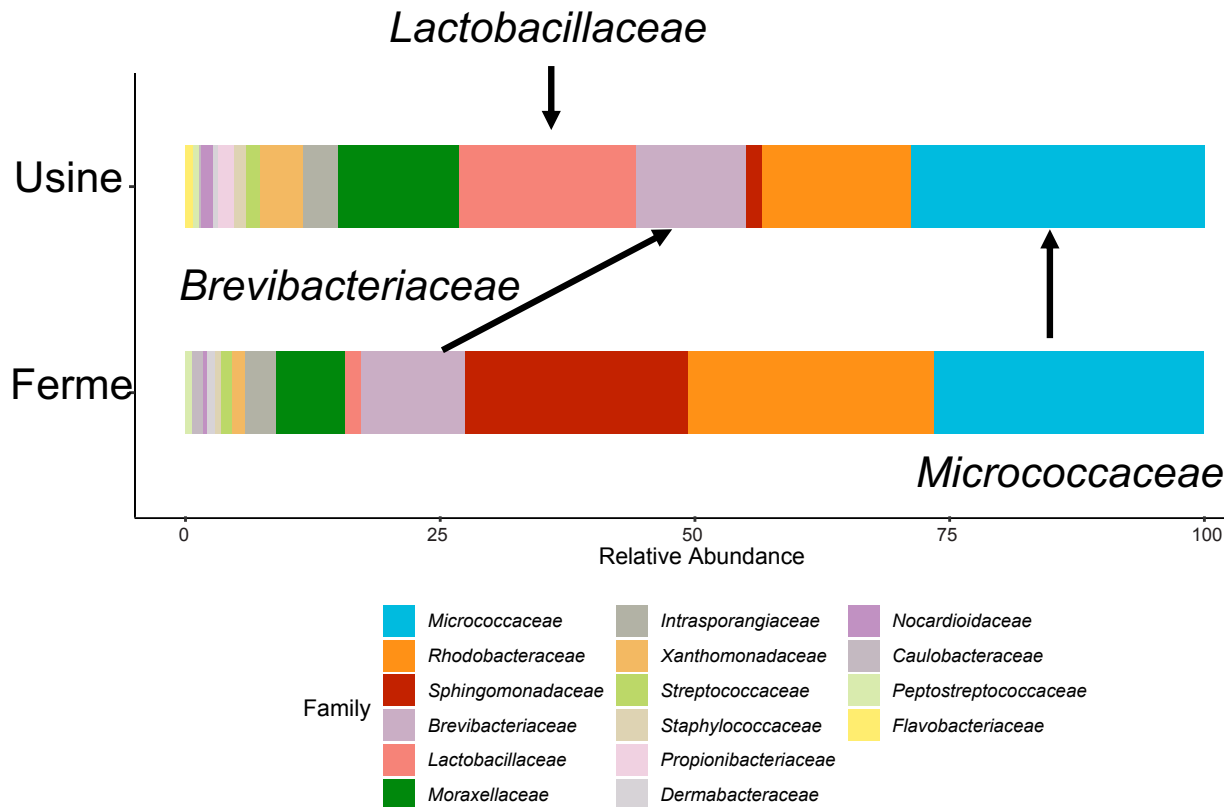 Lactobacillaceae
Usine
Brevibacteriaceae
Ferme
Micrococcaceae
0 25 50 75 100
Relative Abundance
Family
Micrococcaceae
Rhodobacteraceae
Sphingomonadaceae
Brevibacteriaceae
Lactobacillaceae
Moraxellaceae
Intrasporangiaceae
Xanthomonadaceae
Streptococcaceae
Staphylococcaceae
Propionibacteriaceae
Dermabacteraceae
Nocardioidaceae
Caulobacteraceae
Peptostreptococcaceae
Flavobacteriaceae